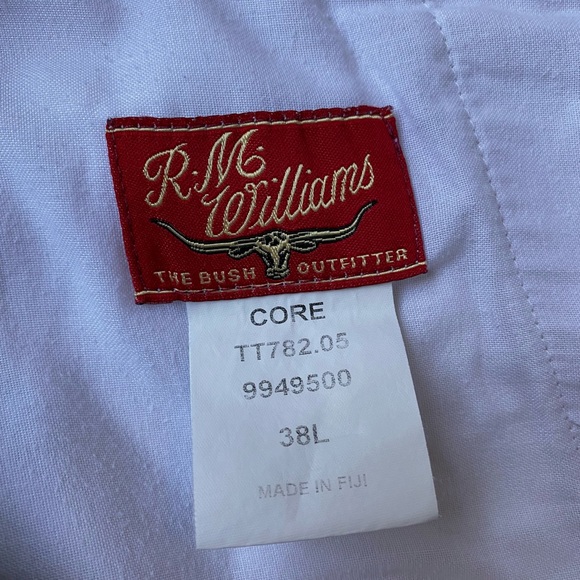 R.M.
Williams
THE BUSH OUTFITTER
CORE
TT782.05
9949500
38L
MADE IN FIJI